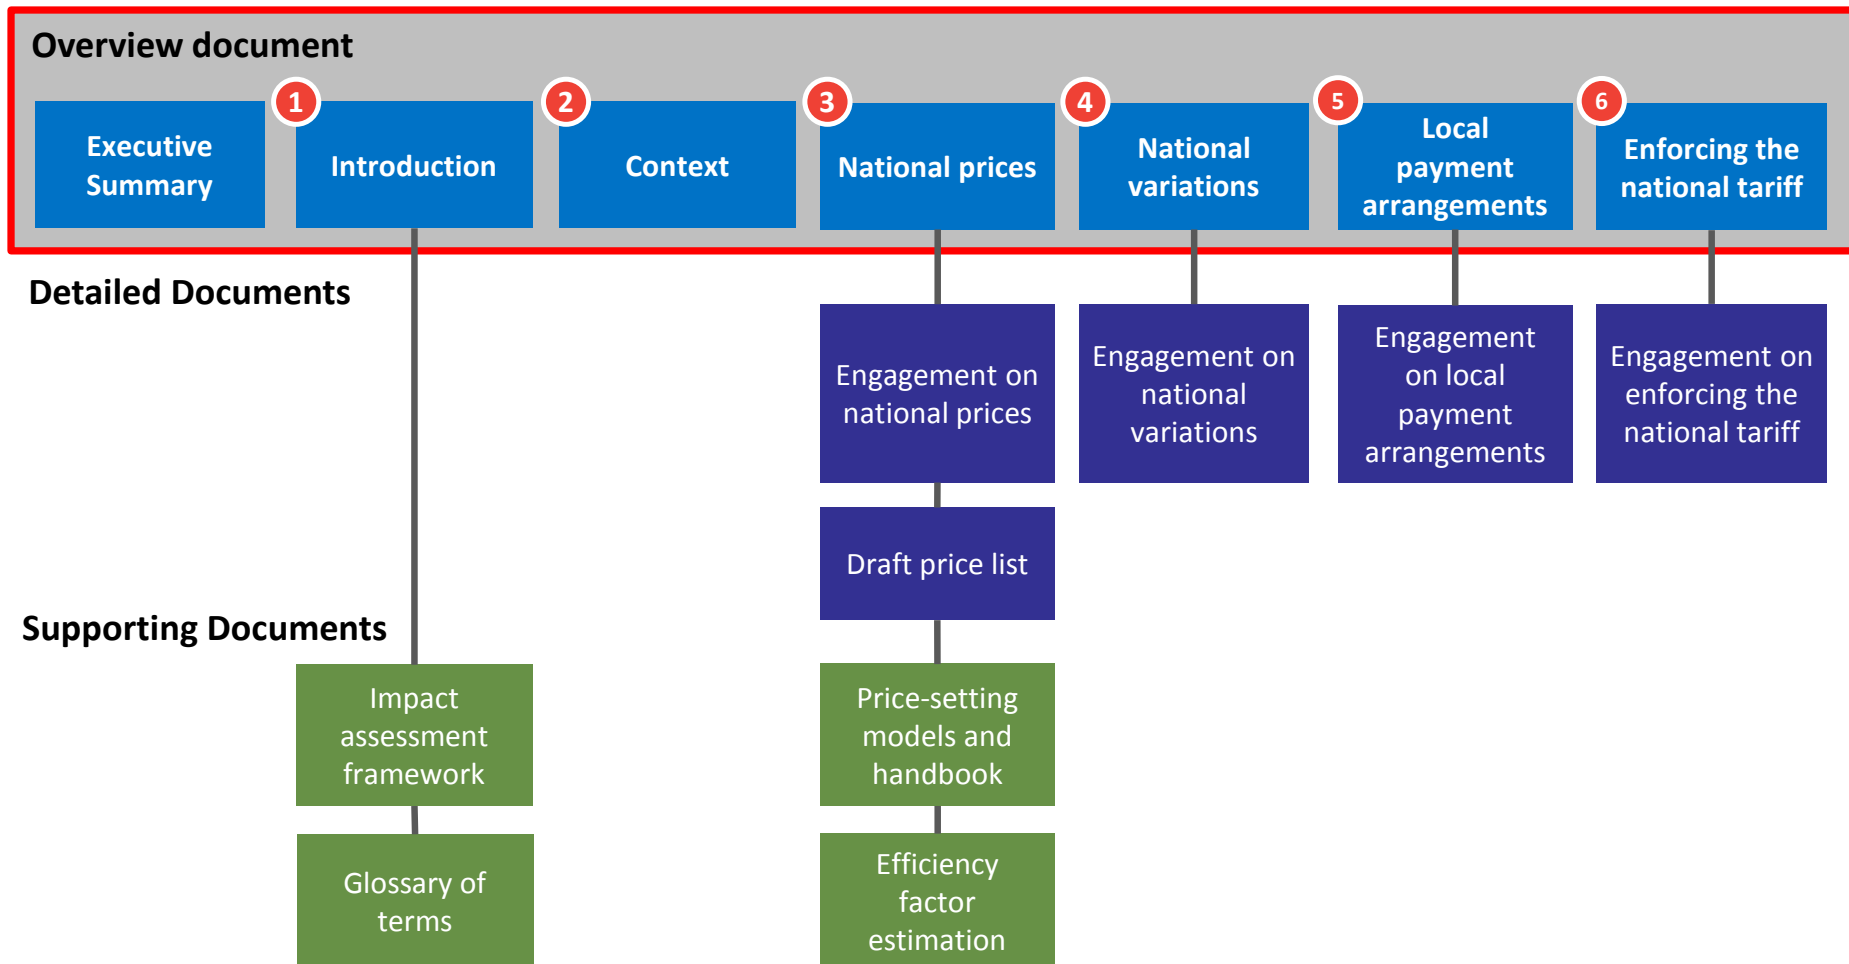 Overview document
Executive
Summary
1
Introduction
2
Context
3
National prices
4
National
variations
5
Local
payment
arrangements
6
Enforcing the
national tariff
Detailed Documents
Engagement on
national prices
Engagement on
national
variations
Engagement
on local
payment
arrangements
Engagement on
enforcing the
national tariff
Draft price list
Supporting Documents
Impact
assessment
framework
Price-setting
models and
handbook
Glossary of
terms
Efficiency
factor
estimation